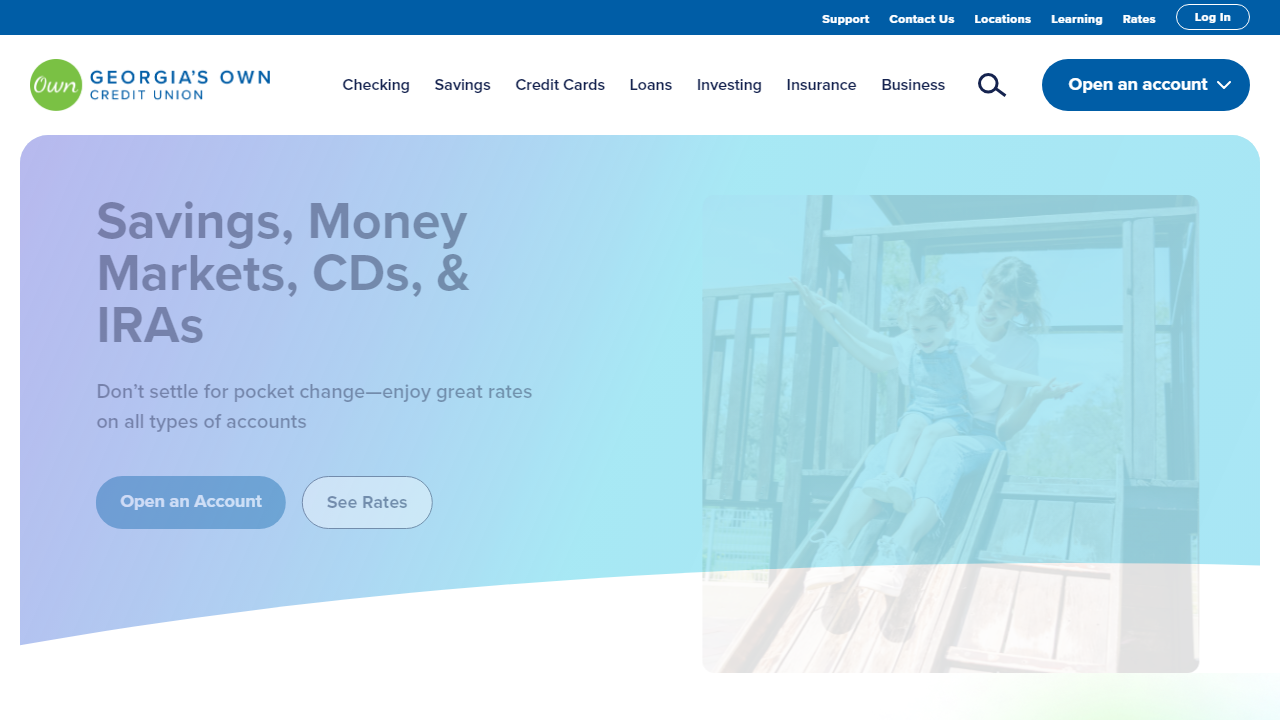 Support Contact Us Locations Learning Rates Log In
Own GEORGIA'S OWN
CREDIT UNION
Checking Savings Credit Cards Loans Investing Insurance Business Open an account
Savings, Money
Markets, CDs, &
IRAs
Don’t settle for pocket change—enjoy great rates
on all types of accounts
Open an Account See Rates